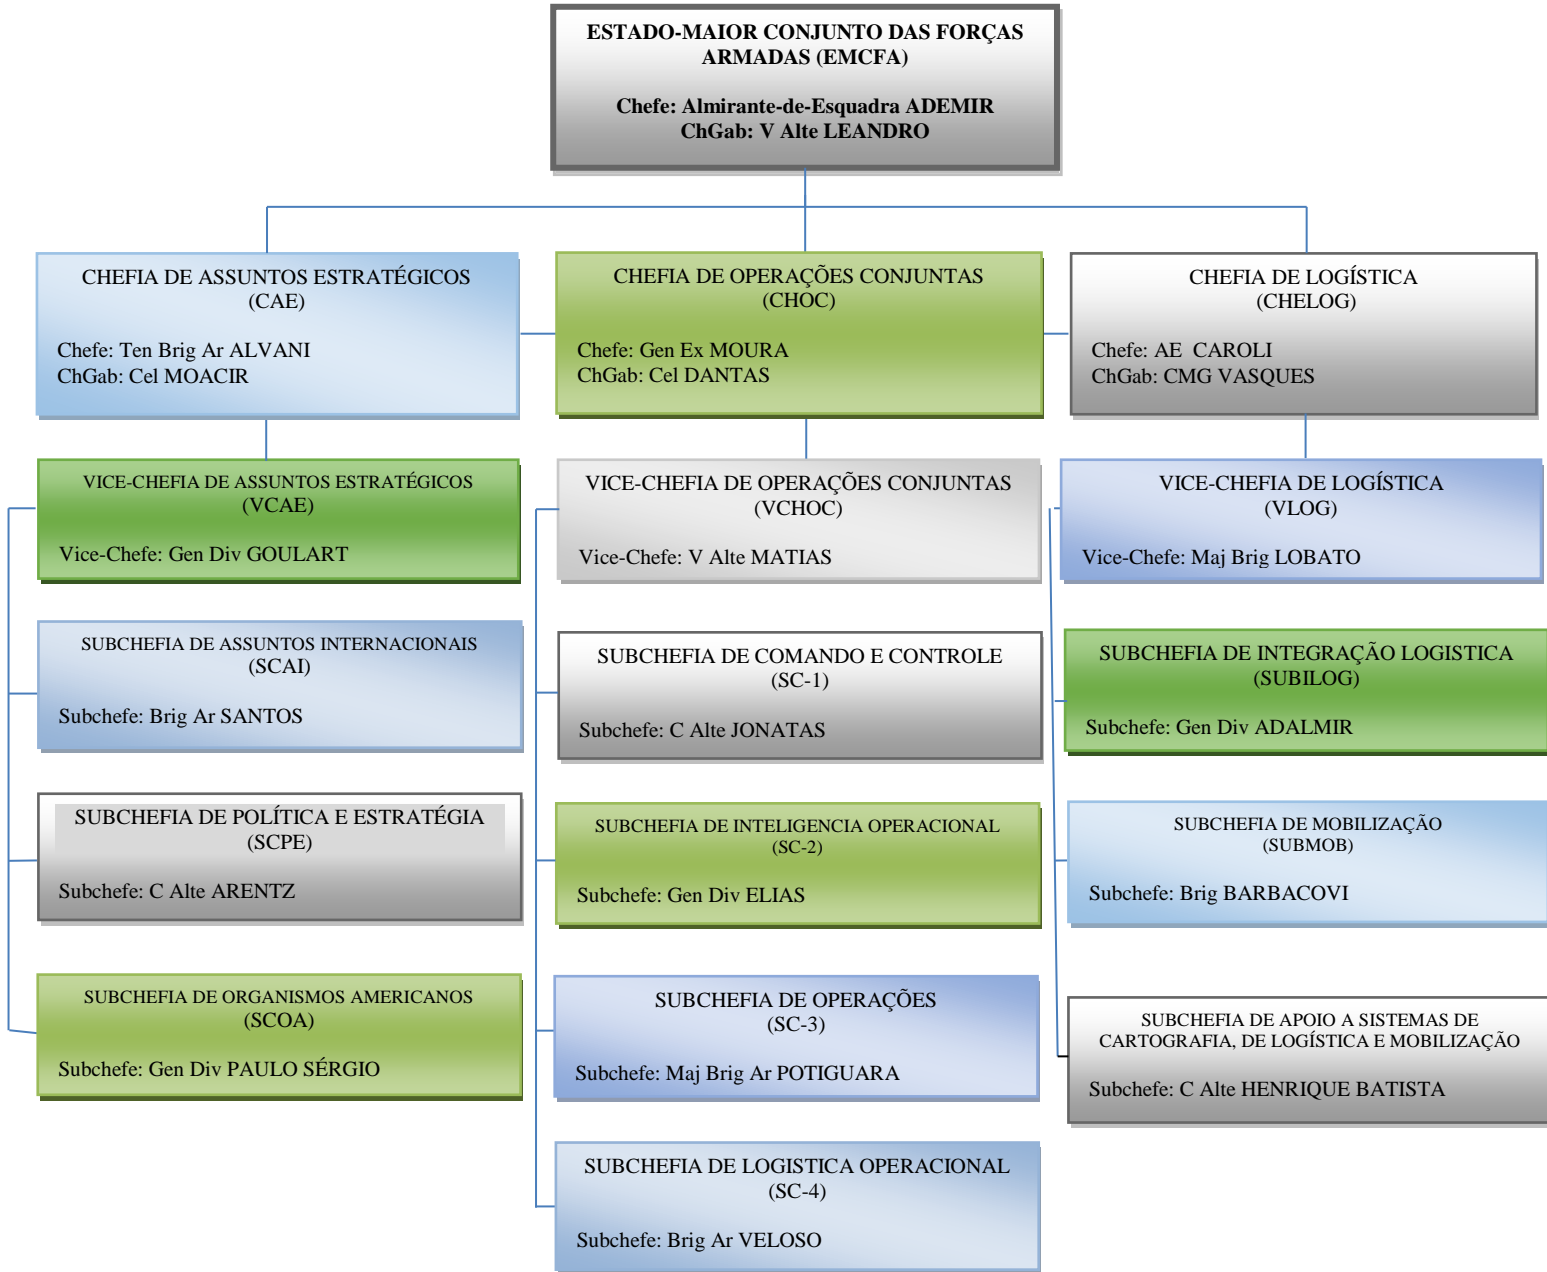 ESTADO-MAIOR CONJUNTO DAS FORÇAS
ARMADAS (EMCFA)
Chefe: Almirante-de-Esquadra ADEMIR
ChGab: V Alte LEANDRO
CHEFIA DE ASSUNTOS ESTRATÉGICOS
(CAE)
Chefe: Ten Brig Ar ALVANI
ChGab: Cel MOACIR
CHEFIA DE OPERAÇÕES CONJUNTAS
(CHOC)
Chefe: Gen Ex MOURA
ChGab: Cel DANTAS
CHEFIA DE LOGÍSTICA
(CHELOG)
Chefe: AE CAROLI
ChGab: CMG VASQUES
VICE-CHEFIA DE ASSUNTOS ESTRATÉGICOS
(VCAE)
Vice-Chefe: Gen Div GOULART
VICE-CHEFIA DE OPERAÇÕES CONJUNTAS
(VCHOC)
Vice-Chefe: V Alte MATIAS
VICE-CHEFIA DE LOGÍSTICA
(VLOG)
Vice-Chefe: Maj Brig LOBATO
SUBCHEFIA DE ASSUNTOS INTERNACIONAIS
(SCAI)
Subchefe: Brig Ar SANTOS
SUBCHEFIA DE COMANDO E CONTROLE
(SC-1)
Subchefe: C Alte JONATAS
SUBCHEFIA DE INTEGRAÇÃO LOGISTICA
(SUBILOG)
Subchefe: Gen Div ADALMIR
SUBCHEFIA DE POLÍTICA E ESTRATÉGIA
(SCPE)
Subchefe: C Alte ARENTZ
SUBCHEFIA DE INTELIGENCIA OPERACIONAL
(SC-2)
Subchefe: Gen Div ELIAS
SUBCHEFIA DE MOBILIZAÇÃO
(SUBMOB)
Subchefe: Brig BARBACOVI
SUBCHEFIA DE ORGANISMOS AMERICANOS
(SCOA)
Subchefe: Gen Div PAULO SÉRGIO
SUBCHEFIA DE OPERAÇÕES
(SC-3)
Subchefe: Maj Brig Ar POTIGUARA
SUBCHEFIA DE APOIO A SISTEMAS DE
CARTOGRAFIA, DE LOGÍSTICA E MOBILIZAÇÃO
Subchefe: C Alte HENRIQUE BATISTA
SUBCHEFIA DE LOGISTICA OPERACIONAL
(SC-4)
Subchefe: Brig Ar VELOSO